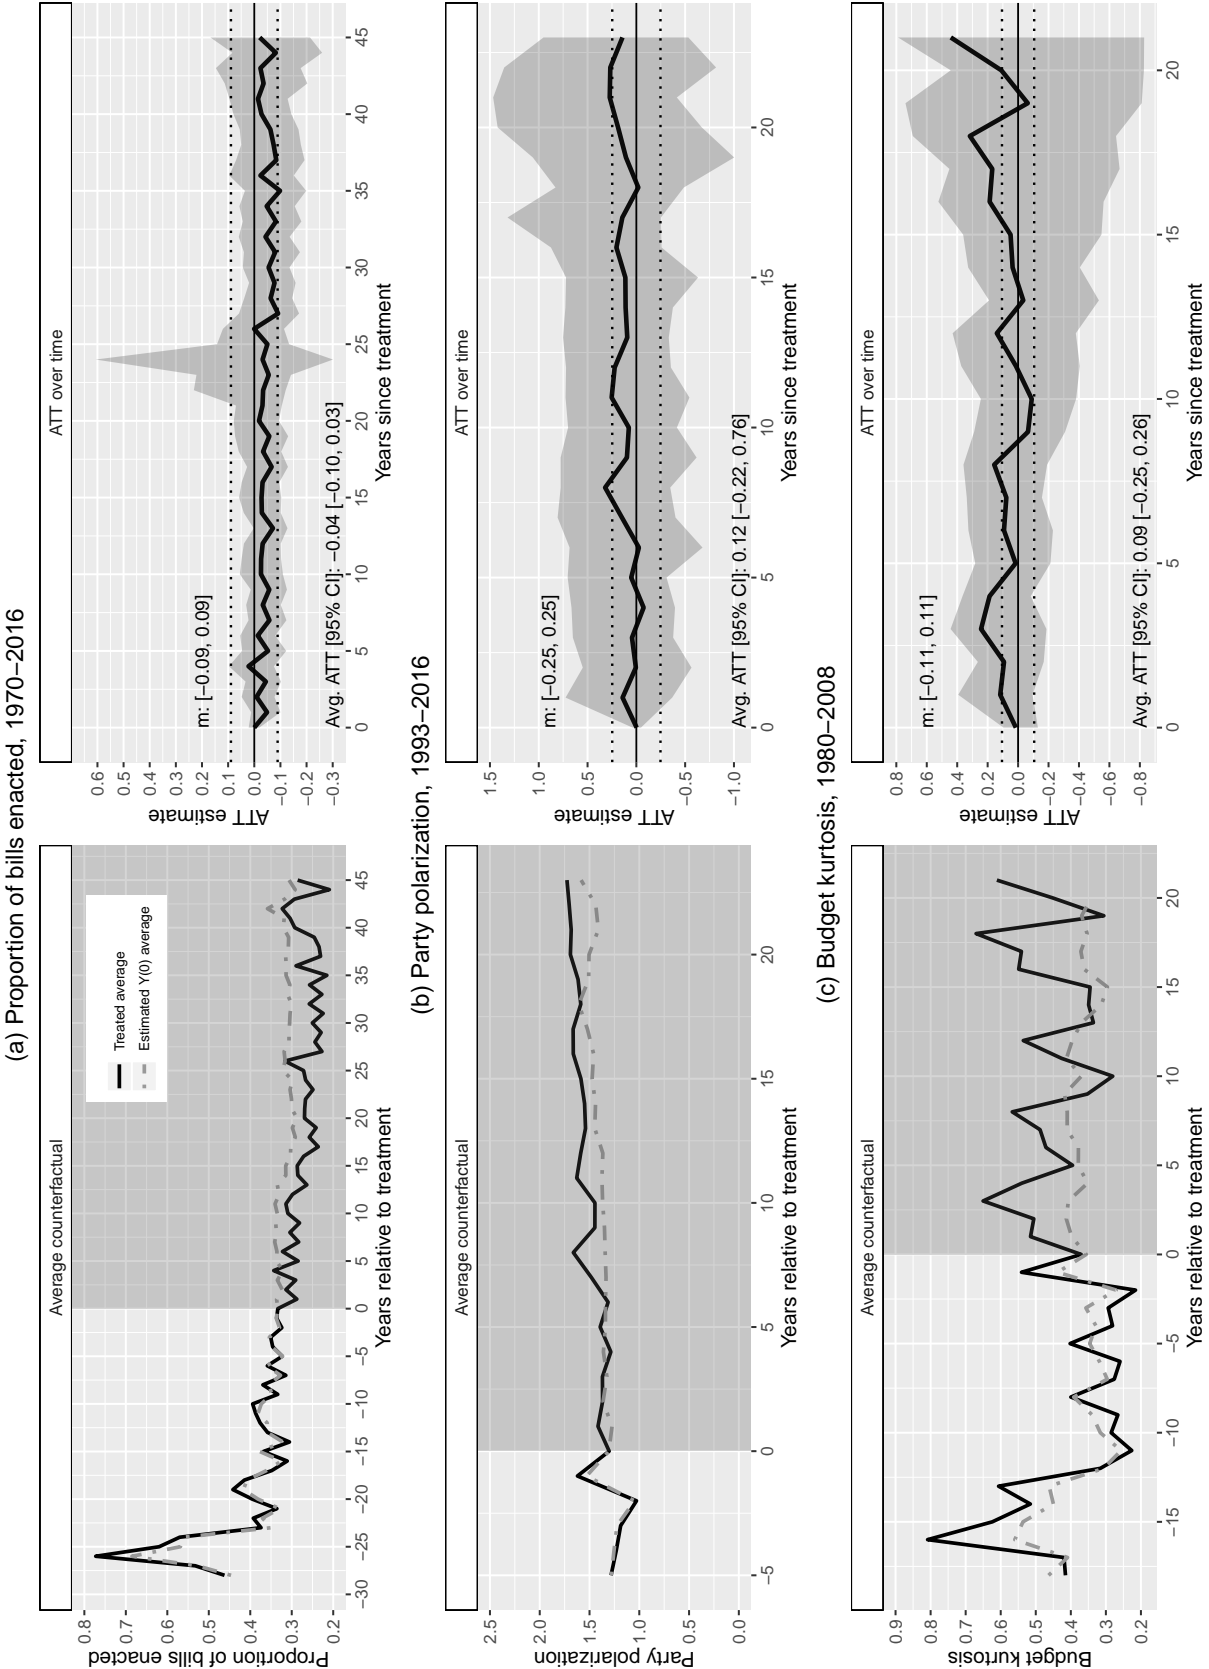 (a) Proportion of bills enacted, 1970−2016
Average counterfactual
Proportion of bills enacted
0.8
0.7
0.6
0.5
0.4
0.3
0.2
Treated average
Estimated Y(0) average
−30 −25 −20 −15 −10 −5 0 5 10 15 20 25 30 35 40 45
Years relative to treatment
ATT over time
ATT estimate
0.6
0.5
0.4
0.3
0.2
0.1
0.0
−0.1
−0.2
−0.3
m: [−0.09, 0.09]
Avg. ATT [95% CI]: −0.04 [−0.10, 0.03]
0 5 10 15 20 25 30 35 40 45
Years since treatment
(b) Party polarization, 1993−2016
Average counterfactual
Party polarization
2.5
2.0
1.5
1.0
0.5
0.0
−5 0 5 10 15 20
Years relative to treatment
ATT over time
ATT estimate
1.5
1.0
0.5
0.0
−0.5
−1.0
m: [−0.25, 0.25]
Avg. ATT [95% CI]: 0.12 [−0.22, 0.76]
0 5 10 15 20
Years since treatment
(c) Budget kurtosis, 1980−2008
Average counterfactual
Budget kurtosis
0.9
0.8
0.7
0.6
0.5
0.4
0.3
0.2
−15 −10 −5 0 5 10 15 20
Years relative to treatment
ATT over time
ATT estimate
0.8
0.6
0.4
0.2
0.0
−0.2
−0.4
−0.6
−0.8
m: [−0.11, 0.11]
Avg. ATT [95% CI]: 0.09 [−0.25, 0.26]
0 5 10 15 20
Years since treatment